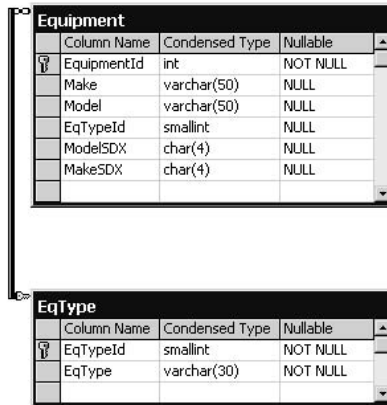 Equipment
Column Name Condensed Type Nullable
EquipmentId int NOT NULL
Make varchar(50) NULL
Model varchar(50) NULL
EqTypeId smallint NULL
ModelSDX char(4) NULL
MakeSDX char(4) NULL
EqType
Column Name Condensed Type Nullable
EqTypeId smallint NOT NULL
EqType varchar(30) NOT NULL